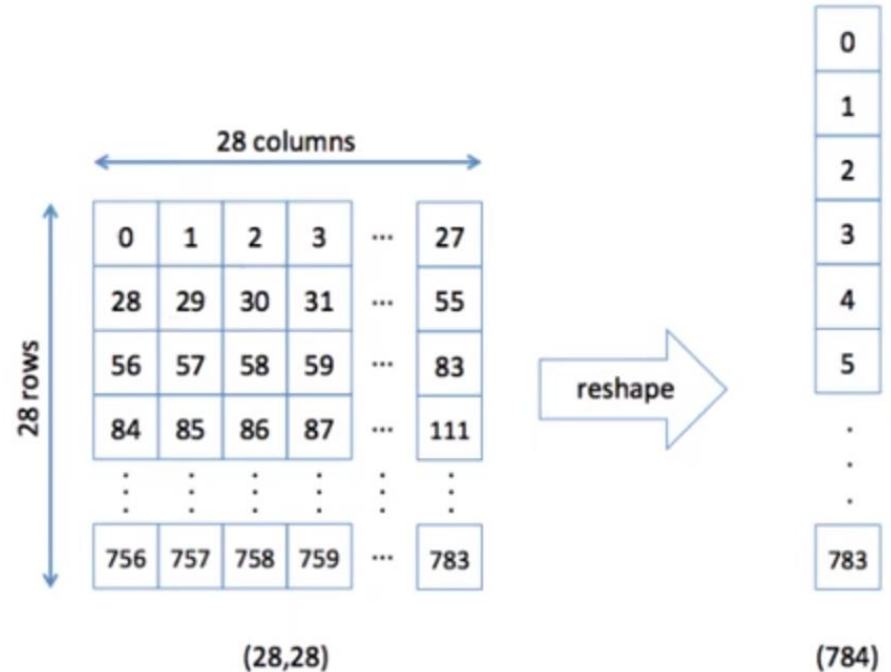 28 columns
28 rows
0 1 2 3 ... 27
28 29 30 31 ... 55
56 57 58 59 ... 83
84 85 86 87 ... 111
756 757 758 759 ... 783
(28,28)
reshape
0
1
2
3
4
5
.
.
.
783
(784)